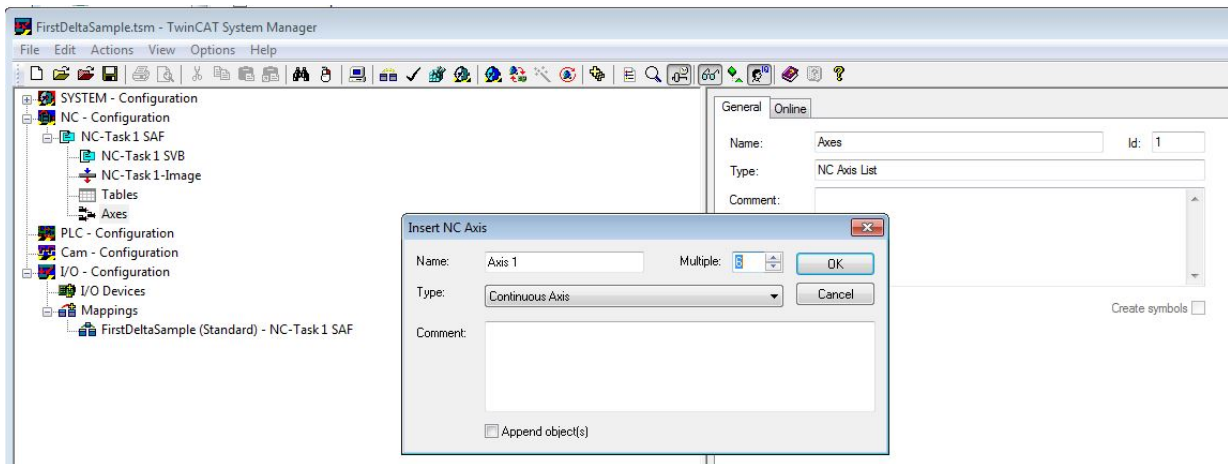 FirstDeltaSample.tsm - TwinCAT System Manager
File Edit Actions View Options Help
SYSTEM - Configuration
NC - Configuration
NC-Task 1 SAF
NC-Task 1 SVB
NC-Task 1-Image
Tables
Axes
PLC - Configuration
Cam - Configuration
I/O - Configuration
I/O Devices
Mappings
FirstDeltaSample (Standard) - NC-Task 1 SAF
General Online
Name: Axes Id: 1
Type: NC Axis List
Comment:
Create symbols
Insert NC Axis
Name: Axis 1 Multiple: 6 OK
Type: Continuous Axis Cancel
Comment:
Append object(s)